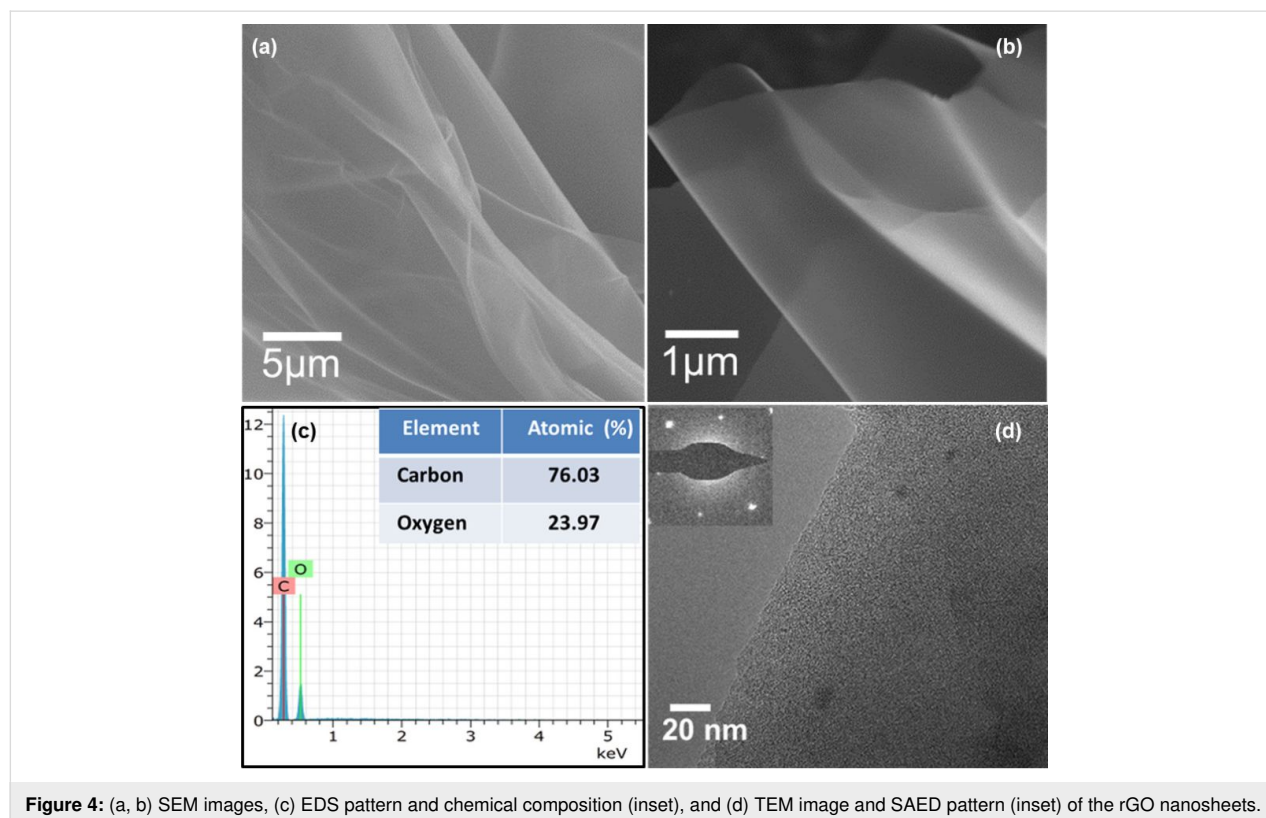 (a)
5µm
(b)
1µm
(c)
Element Atomic (%)
Carbon 76.03
Oxygen 23.97
12
10
8
6
4
2
0
C
O
1 2 3 4 5
keV
(d)
20 nm
Figure 4: (a, b) SEM images, (c) EDS pattern and chemical composition (inset), and (d) TEM image and SAED pattern (inset) of the rGO nanosheets.